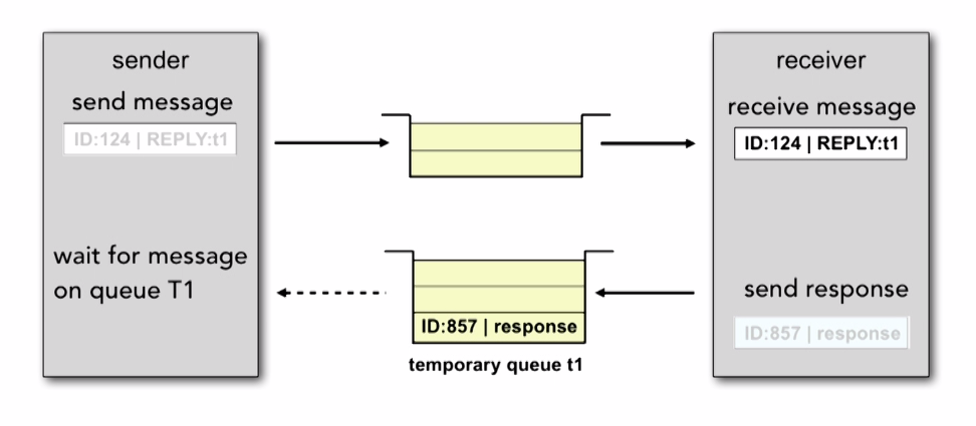 sender
send message
ID:124 | REPLY:t1
wait for message
on queue T1
ID:857 | response
temporary queue t1
receiver
receive message
ID:124 | REPLY:t1
send response
ID:857 | response